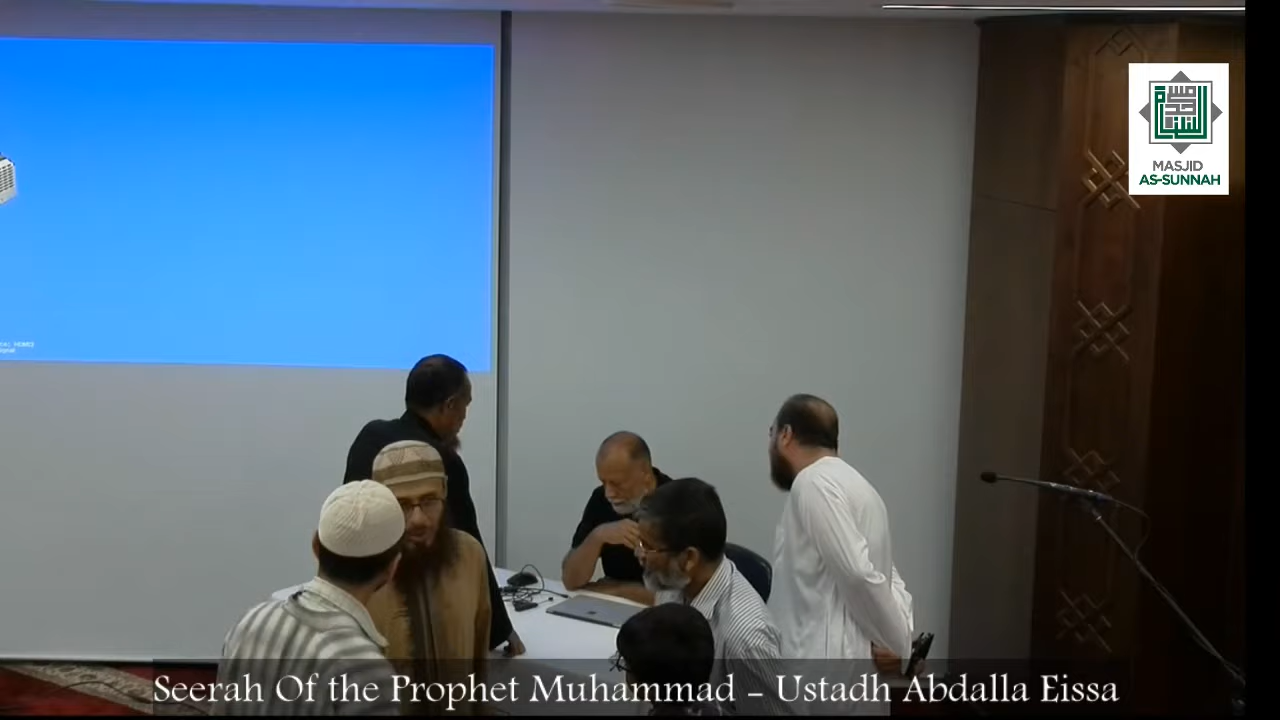 MASJID
AS-SUNNAH
Seerah Of the Prophet Muhammad – Ustadh Abdalla Eissa